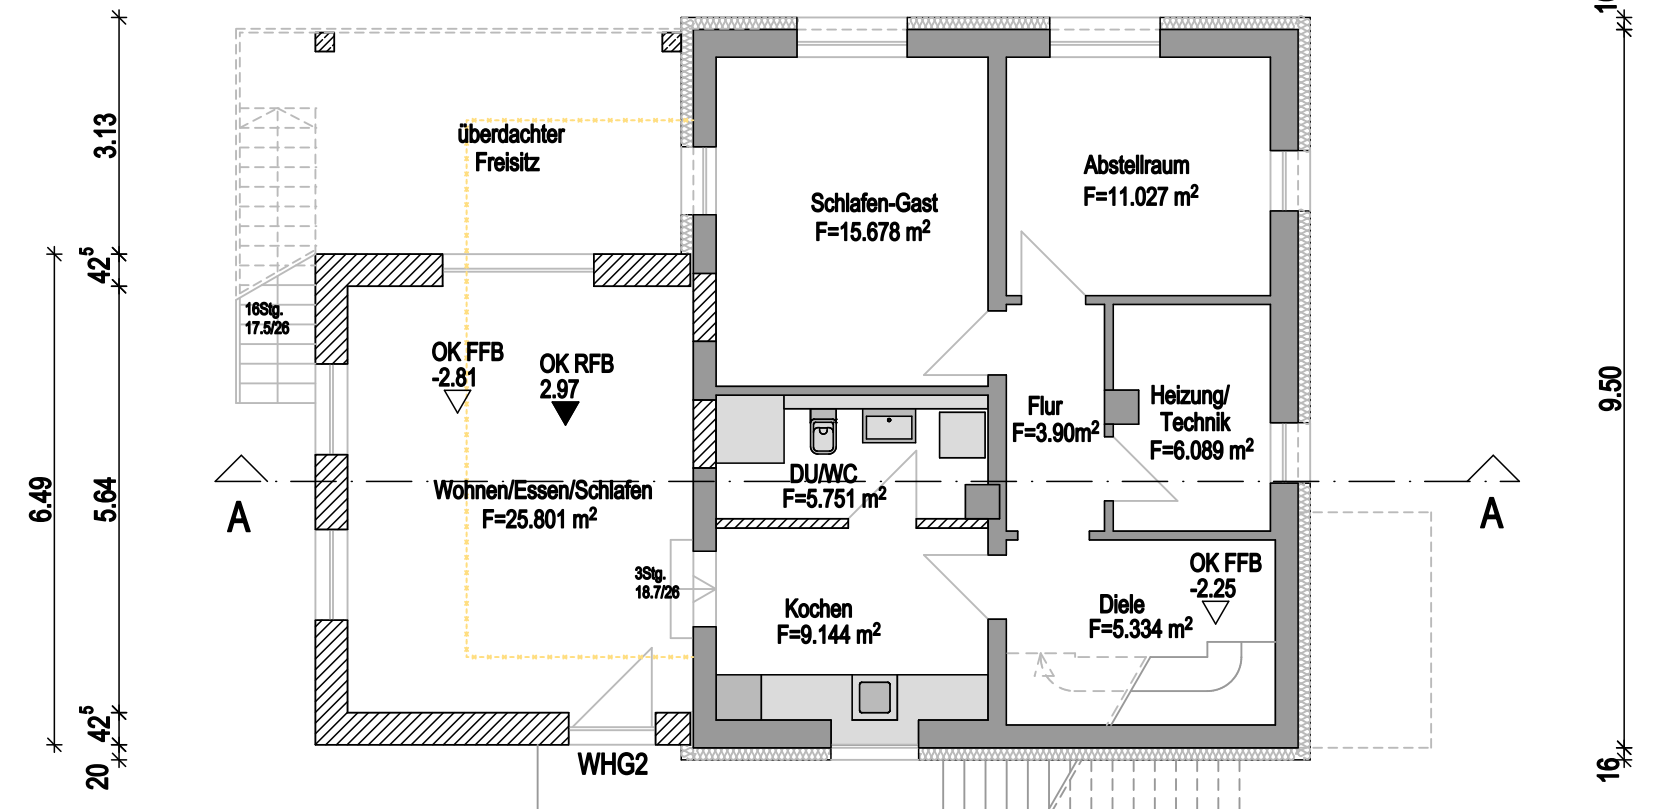 überdachter
Freisitz
Schlafen-Gast
F=15.678 m²
Abstellraum
F=11.027 m²
16Stg.
17.5/26
OK FFB
-2.81
OK RFB
2.97
Wohnen/Essen/Schlafen
F=25.801 m²
DU/WC
F=5.751 m²
Flur
F=3.90m²
Heizung/
Technik
F=6.089 m²
A
A
3Stg.
18.7/26
Kochen
F=9.144 m²
Diele
F=5.334 m²
OK FFB
-2.25
WHG2
3.13
42⁵
5.64
42⁵
20
6.49
9.50
16